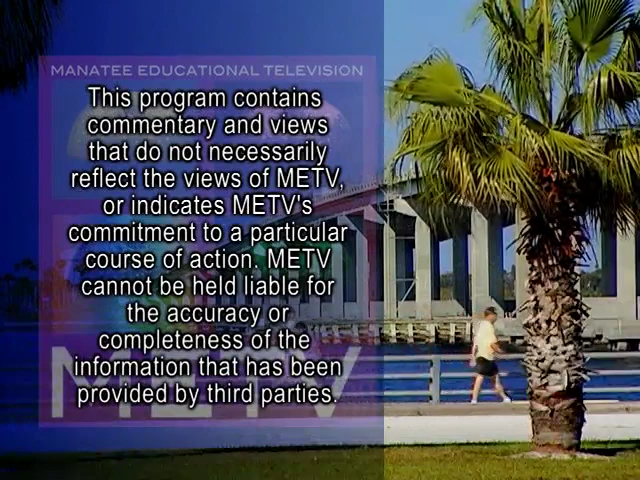 MANATEE EDUCATIONAL TELEVISION
This program contains
commentary and views
that do not necessarily
reflect the views of METV,
or indicates METV's
commitment to a particular
course of action. METV
cannot be held liable for
the accuracy or
completeness of the
information that has been
provided by third parties.
METV